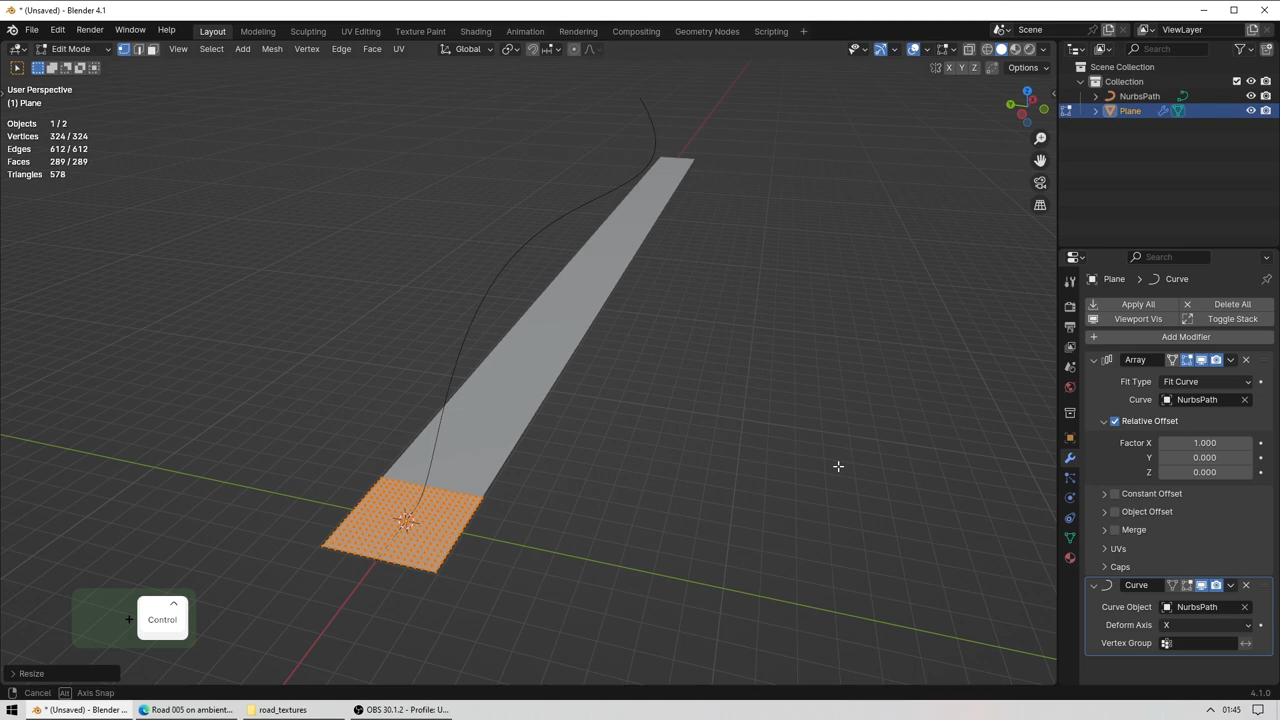 * (Unsaved) - Blender 4.1
File Edit Render Window Help Layout Modeling Sculpting UV Editing Texture Paint Shading Animation Rendering Compositing Geometry Nodes Scripting + Scene ViewLayer
Edit Mode View Select Add Mesh Vertex Edge Face UV Global Search
X Y Z Options
Scene Collection
Collection
NurbsPath
Plane
User Perspective
(1) Plane
Objects 1 / 2
Vertices 324 / 324
Edges 612 / 612
Faces 289 / 289
Triangles 578
Z
X
Y
Search
Plane > Curve
Apply All Delete All
Viewport Vis Toggle Stack
+ Add Modifier
Array
Fit Type Fit Curve
Curve NurbsPath
Relative Offset
Factor X 1.000
Y 0.000
Z 0.000
Constant Offset
Object Offset
Merge
UVs
Caps
Curve
Curve Object NurbsPath
Deform Axis X
Vertex Group
+ Control
Resize
Cancel Alt Axis Snap 4.1.0
* (Unsaved) - Blender ... Road 005 on ambient... road_textures OBS 30.1.2 - Profile: U... 01:45